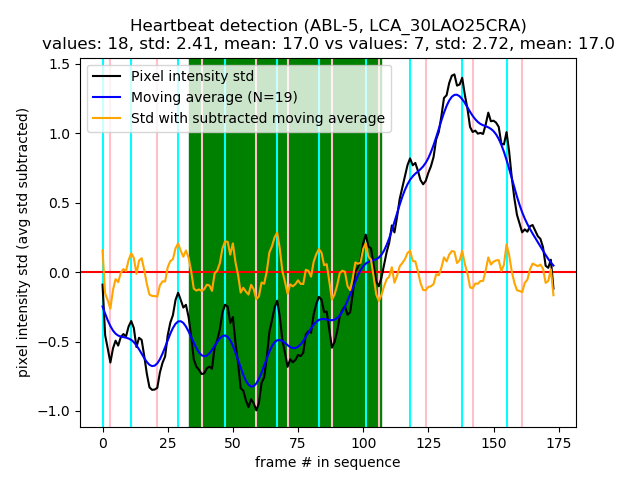 Heartbeat detection (ABL-5, LCA_30LAO25CRA)
values: 18, std: 2.41, mean: 17.0 vs values: 7, std: 2.72, mean: 17.0
Pixel intensity std
Moving average (N=19)
Std with subtracted moving average
pixel intensity std (avg std subtracted)
1.5
1.0
0.5
0.0
−0.5
−1.0
0 25 50 75 100 125 150 175
frame # in sequence